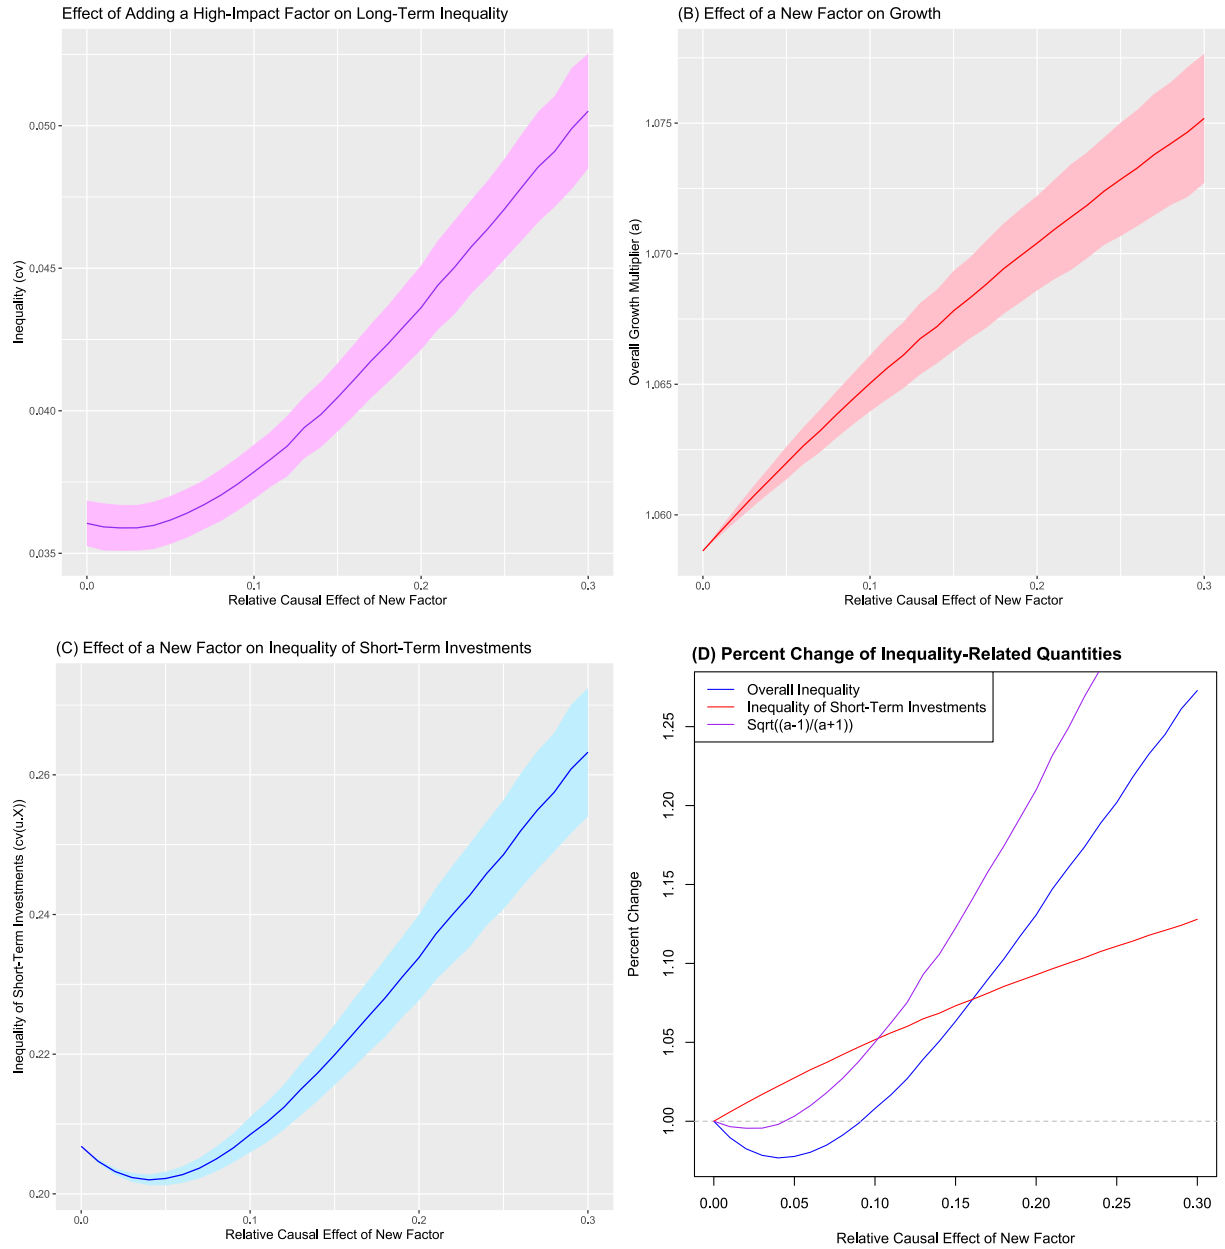 Effect of Adding a High-Impact Factor on Long-Term Inequality
0.050
0.045
0.040
0.035
Inequality (cv)
0.0
0.1
0.2
0.3
Relative Causal Effect of New Factor
(B) Effect of a New Factor on Growth
1.075
1.070
1.065
1.060
Overall Growth Multiplier (a)
0.0
0.1
0.2
0.3
Relative Causal Effect of New Factor
(C) Effect of a New Factor on Inequality of Short-Term Investments
0.26
0.24
0.22
0.20
Inequality of Short-Term Investments (cv(u.X))
0.0
0.1
0.2
0.3
Relative Causal Effect of New Factor
(D) Percent Change of Inequality-Related Quantities
Overall Inequality
Inequality of Short-Term Investments
Sqrt((a-1)/(a+1))
1.25
1.20
1.15
1.10
1.05
1.00
Percent Change
0.00
0.05
0.10
0.15
0.20
0.25
0.30
Relative Causal Effect of New Factor